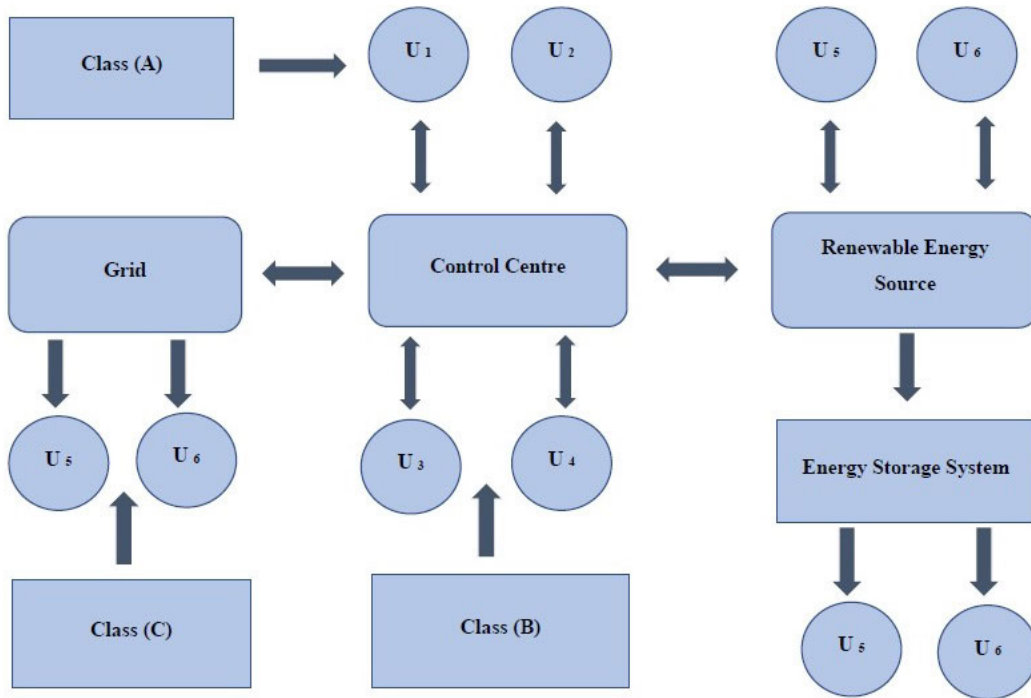 Class (A)
U 1
U 2
U 5
U 6
Grid
Control Centre
Renewable Energy
Source
U 5
U 6
U 3
U 4
Energy Storage System
Class (C)
Class (B)
U 5
U 6